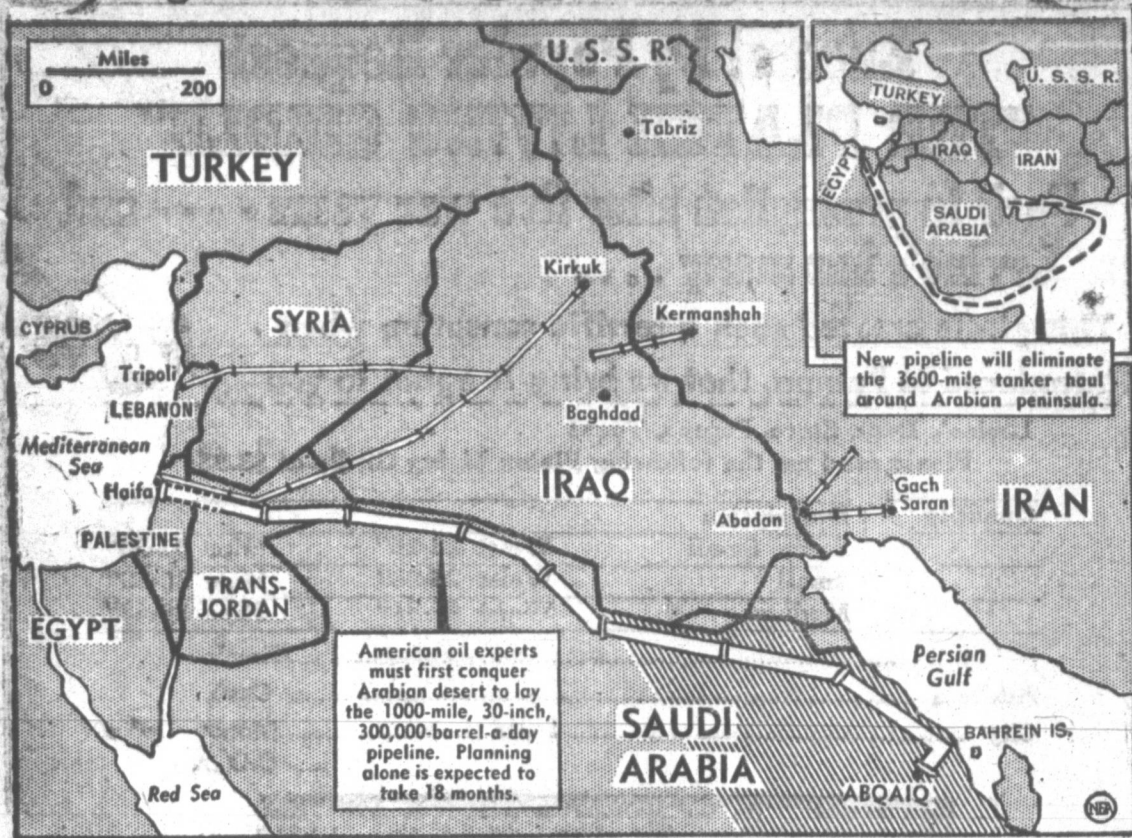 Miles
0 200
TURKEY
U. S. S. R.
Tabriz
CYPRUS
SYRIA
Kirkuk
Kermanshah
Tripoli
LEBANON
Baghdad
Mediterranean
Sea
Haifa
IRAQ
Abadan
Gach
Saran
IRAN
PALESTINE
TRANS-
JORDAN
EGYPT
American oil experts
must first conquer
Arabian desert to lay
the 1000-mile, 30-inch,
300,000-barrel-a-day
pipeline. Planning
alone is expected to
take 18 months.
Red Sea
SAUDI
ARABIA
Persian
Gulf
BAHREIN IS.
ABQAIQ
NEA
TURKEY
U. S. S. R.
IRAQ
IRAN
EGYPT
SAUDI
ARABIA
New pipeline will eliminate
the 3600-mile tanker haul
around Arabian peninsula.